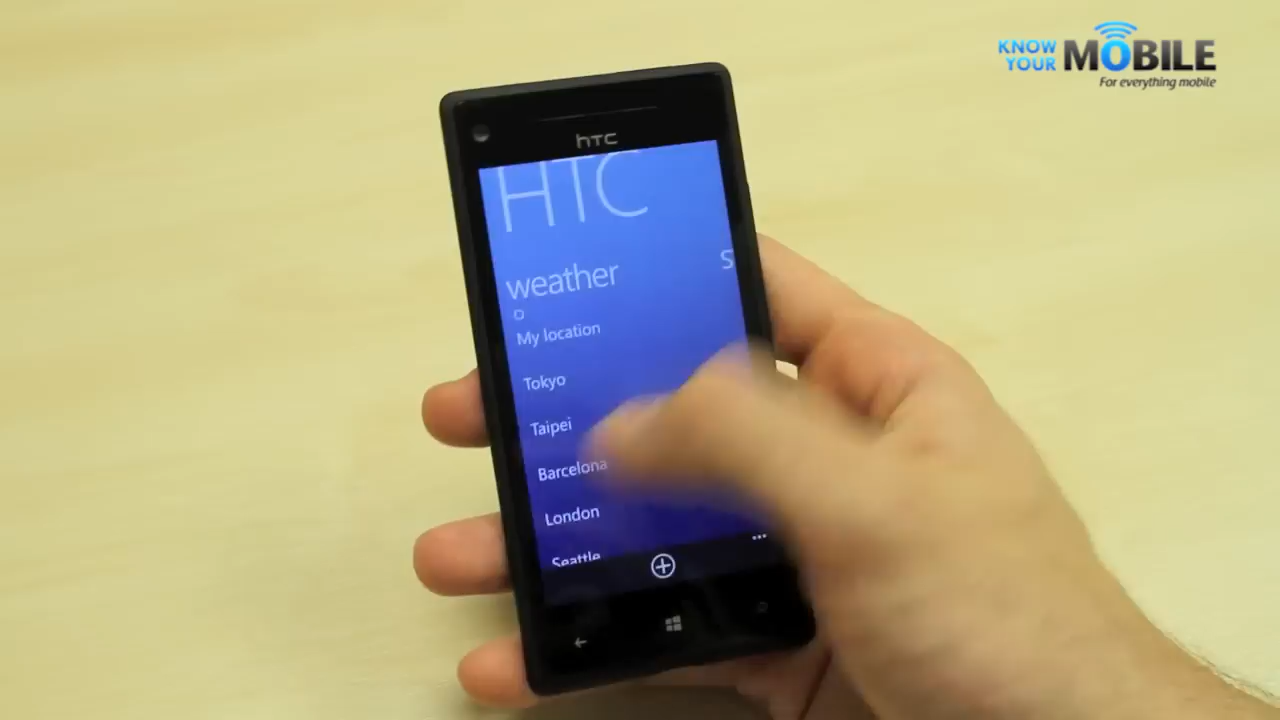 KNOW
YOUR
MOBILE
For everything mobile
hTC
HTC
weather
S
My location
Tokyo
Taipei
Barcelona
London
Seattle